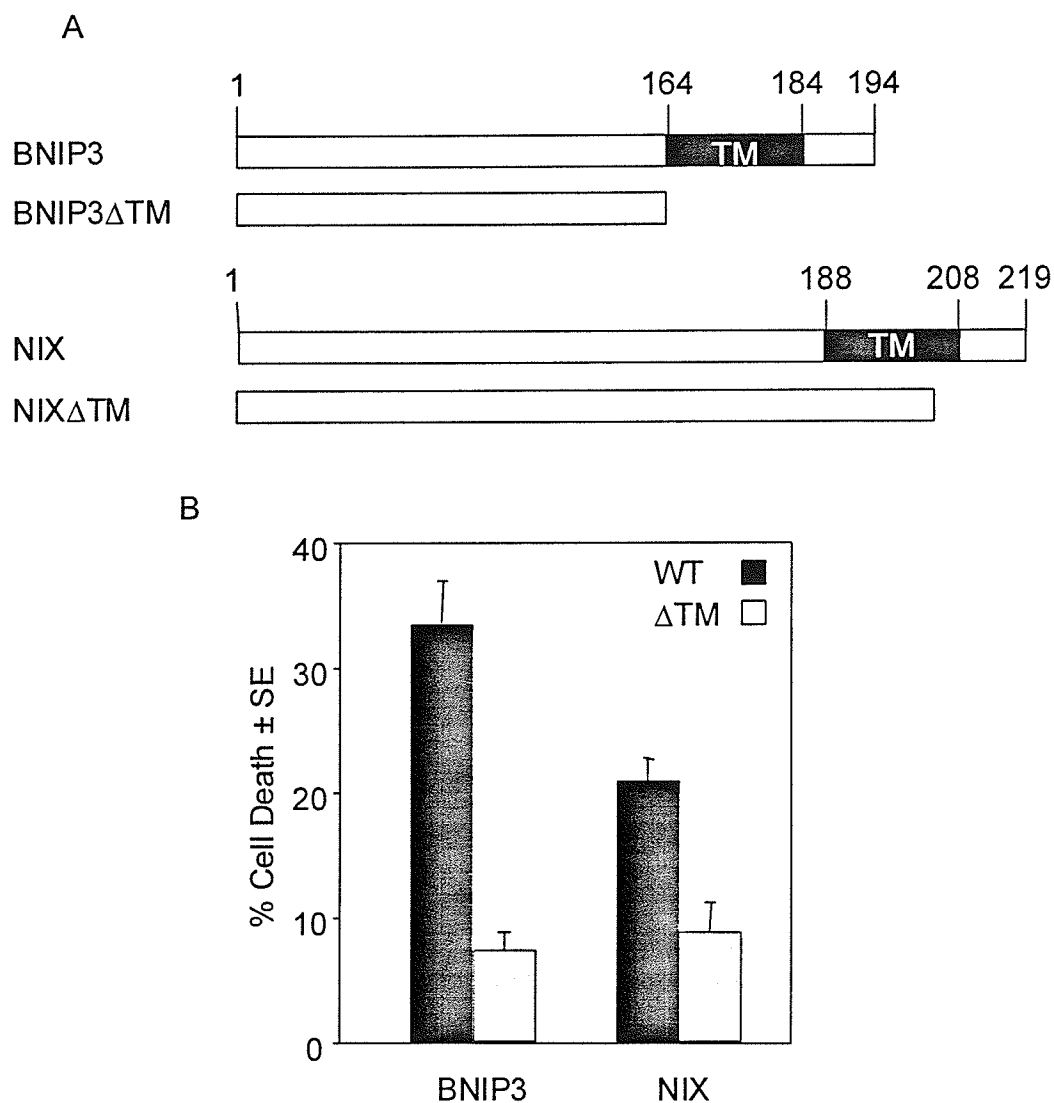 A
1 164 184 194
BNIP3 TM
BNIP3ΔTM
1 188 208 219
NIX TM
NIXΔTM
B
40
30
20
10
0
% Cell Death ± SE
WT
ΔTM
BNIP3 NIX